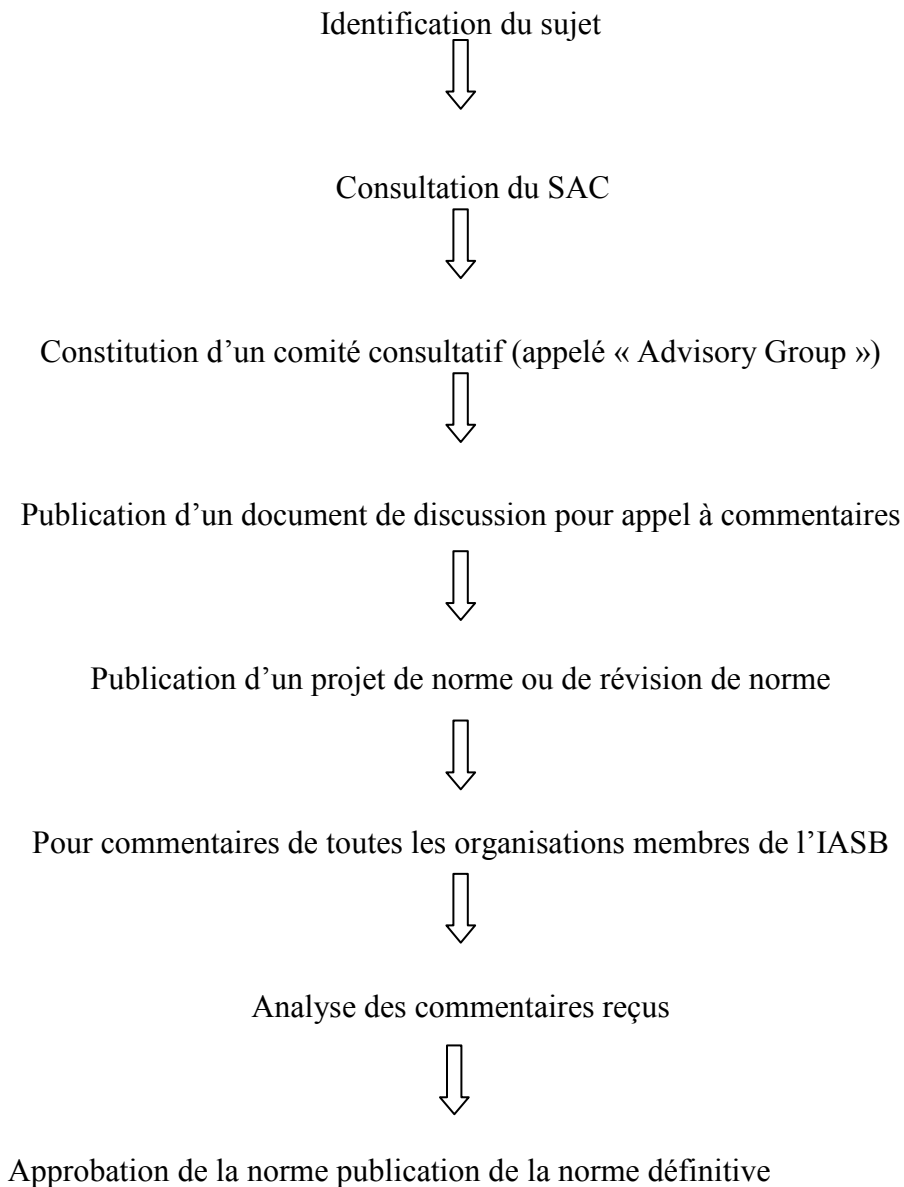 Identification du sujet
Consultation du SAC
Constitution d’un comité consultatif (appelé « Advisory Group »)
Publication d’un document de discussion pour appel à commentaires
Publication d’un projet de norme ou de révision de norme
Pour commentaires de toutes les organisations membres de l’IASB
Analyse des commentaires reçus
Approbation de la norme publication de la norme définitive